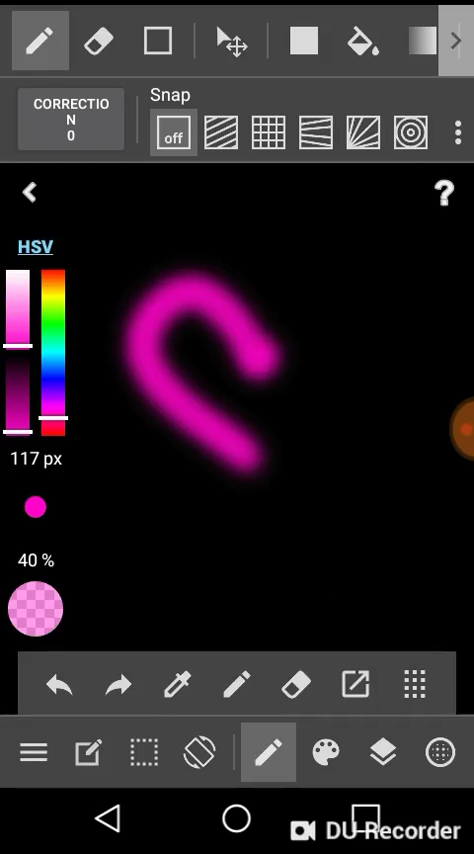 CORRECTIO
N
0
Snap
off
?
HSV
117 px
40 %
DU Recorder